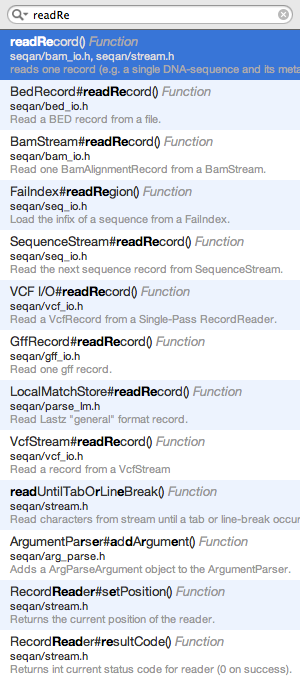 readRe
readRecord() Function
seqan/bam_io.h, seqan/stream.h
reads one record (e.g. a single DNA-sequence and its meta
BedRecord#readRecord() Function
seqan/bed_io.h
Read a BED record from a file.
BamStream#readRecord() Function
seqan/bam_io.h
Read one BamAlignmentRecord from a BamStream.
FaiIndex#readRegion() Function
seqan/seq_io.h
Load the infix of a sequence from a FaiIndex.
SequenceStream#readRecord() Function
seqan/seq_io.h
Read the next sequence record from SequenceStream.
VCF I/O#readRecord() Function
seqan/vcf_io.h
Read a VcfRecord from a Single-Pass RecordReader.
GffRecord#readRecord() Function
seqan/gff_io.h
Read one gff record.
LocalMatchStore#readRecord() Function
seqan/parse_lm.h
Read Lastz "general" format record.
VcfStream#readRecord() Function
seqan/vcf_io.h
Read a record from a VcfStream
readUntilTabOrLineBreak() Function
seqan/stream.h
Read characters from stream until a tab or line-break occur
ArgumentParser#addArgument() Function
seqan/arg_parse.h
Adds a ArgParseArgument object to the ArgumentParser.
RecordReader#setPosition() Function
seqan/stream.h
Returns the current position of the reader.
RecordReader#resultCode() Function
seqan/stream.h
Returns int current status code for reader (0 on success).